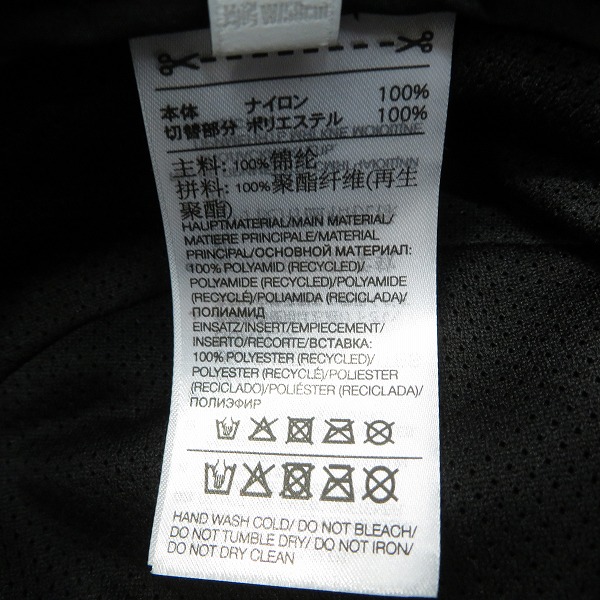 本体 ナイロン 100%
切替部分 ポリエステル 100%
主料: 100%锦纶
拼料: 100%聚酯纤维(再生
聚酯)
HAUPTMATERIAL/MAIN MATERIAL/
MATIERE PRINCIPALE/MATERIAL
PRINCIPAL/ОСНОВНОЙ МАТЕРИАЛ:
100% POLYAMID (RECYCLED)/
POLYAMIDE (RECYCLED)/POLYAMIDE
(RECYCLÉ)/POLIAMIDA (RECICLADA)/
ПОЛИАМИД
EINSATZ/INSERT/EMPIECEMENT/
INSERTO/RECORTE/ВСТАВКА:
100% POLYESTER (RECYCLED)/
POLYESTER (RECYCLÉ)/POLIÉSTER
(RECICLADO)/POLIÉSTER (RECICLADA)/
ПОЛИЭФИР
HAND WASH COLD/ DO NOT BLEACH/
DO NOT TUMBLE DRY/ DO NOT IRON/
DO NOT DRY CLEAN